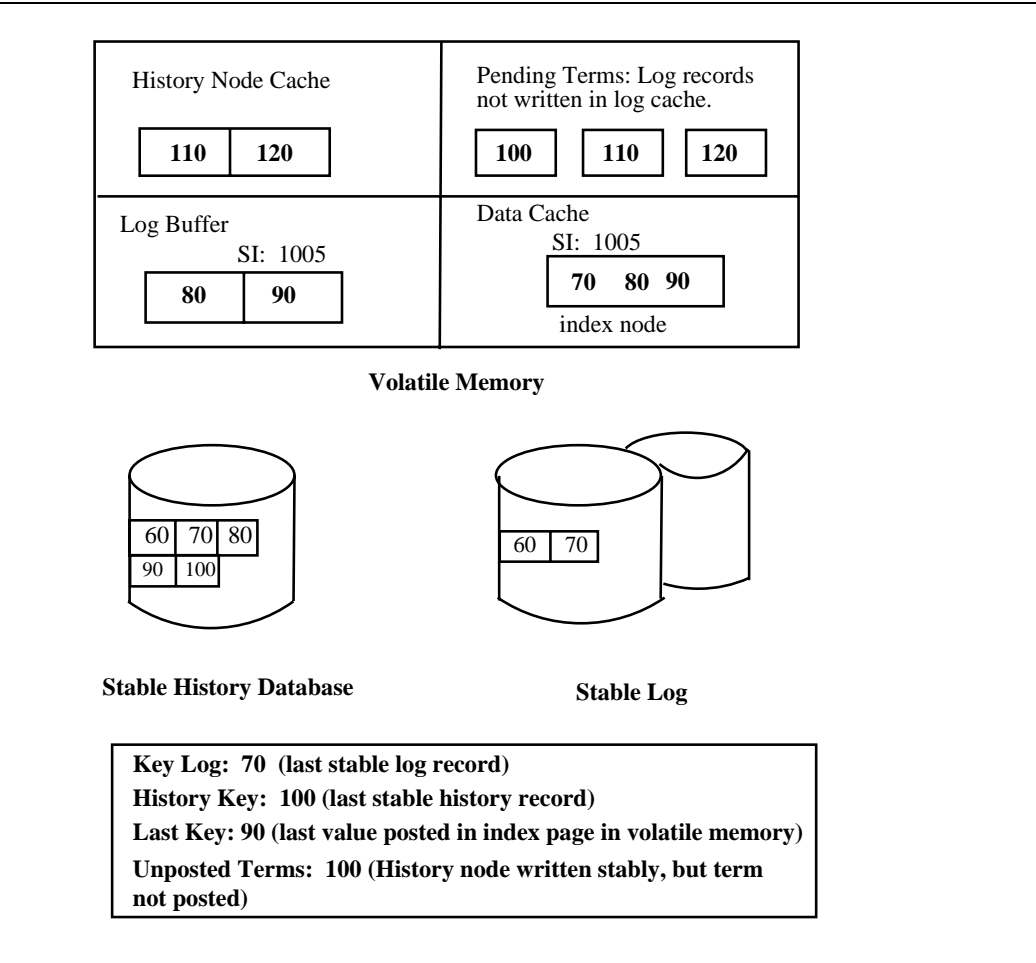 History Node Cache
110 120
Pending Terms: Log records
not written in log cache.
100 110 120
Log Buffer
SI: 1005
80 90
Data Cache
SI: 1005
70 80 90
index node
Volatile Memory
60 70 80
90 100
60 70
Stable History Database
Stable Log
Key Log: 70 (last stable log record)
History Key: 100 (last stable history record)
Last Key: 90 (last value posted in index page in volatile memory)
Unposted Terms: 100 (History node written stably, but term
not posted)